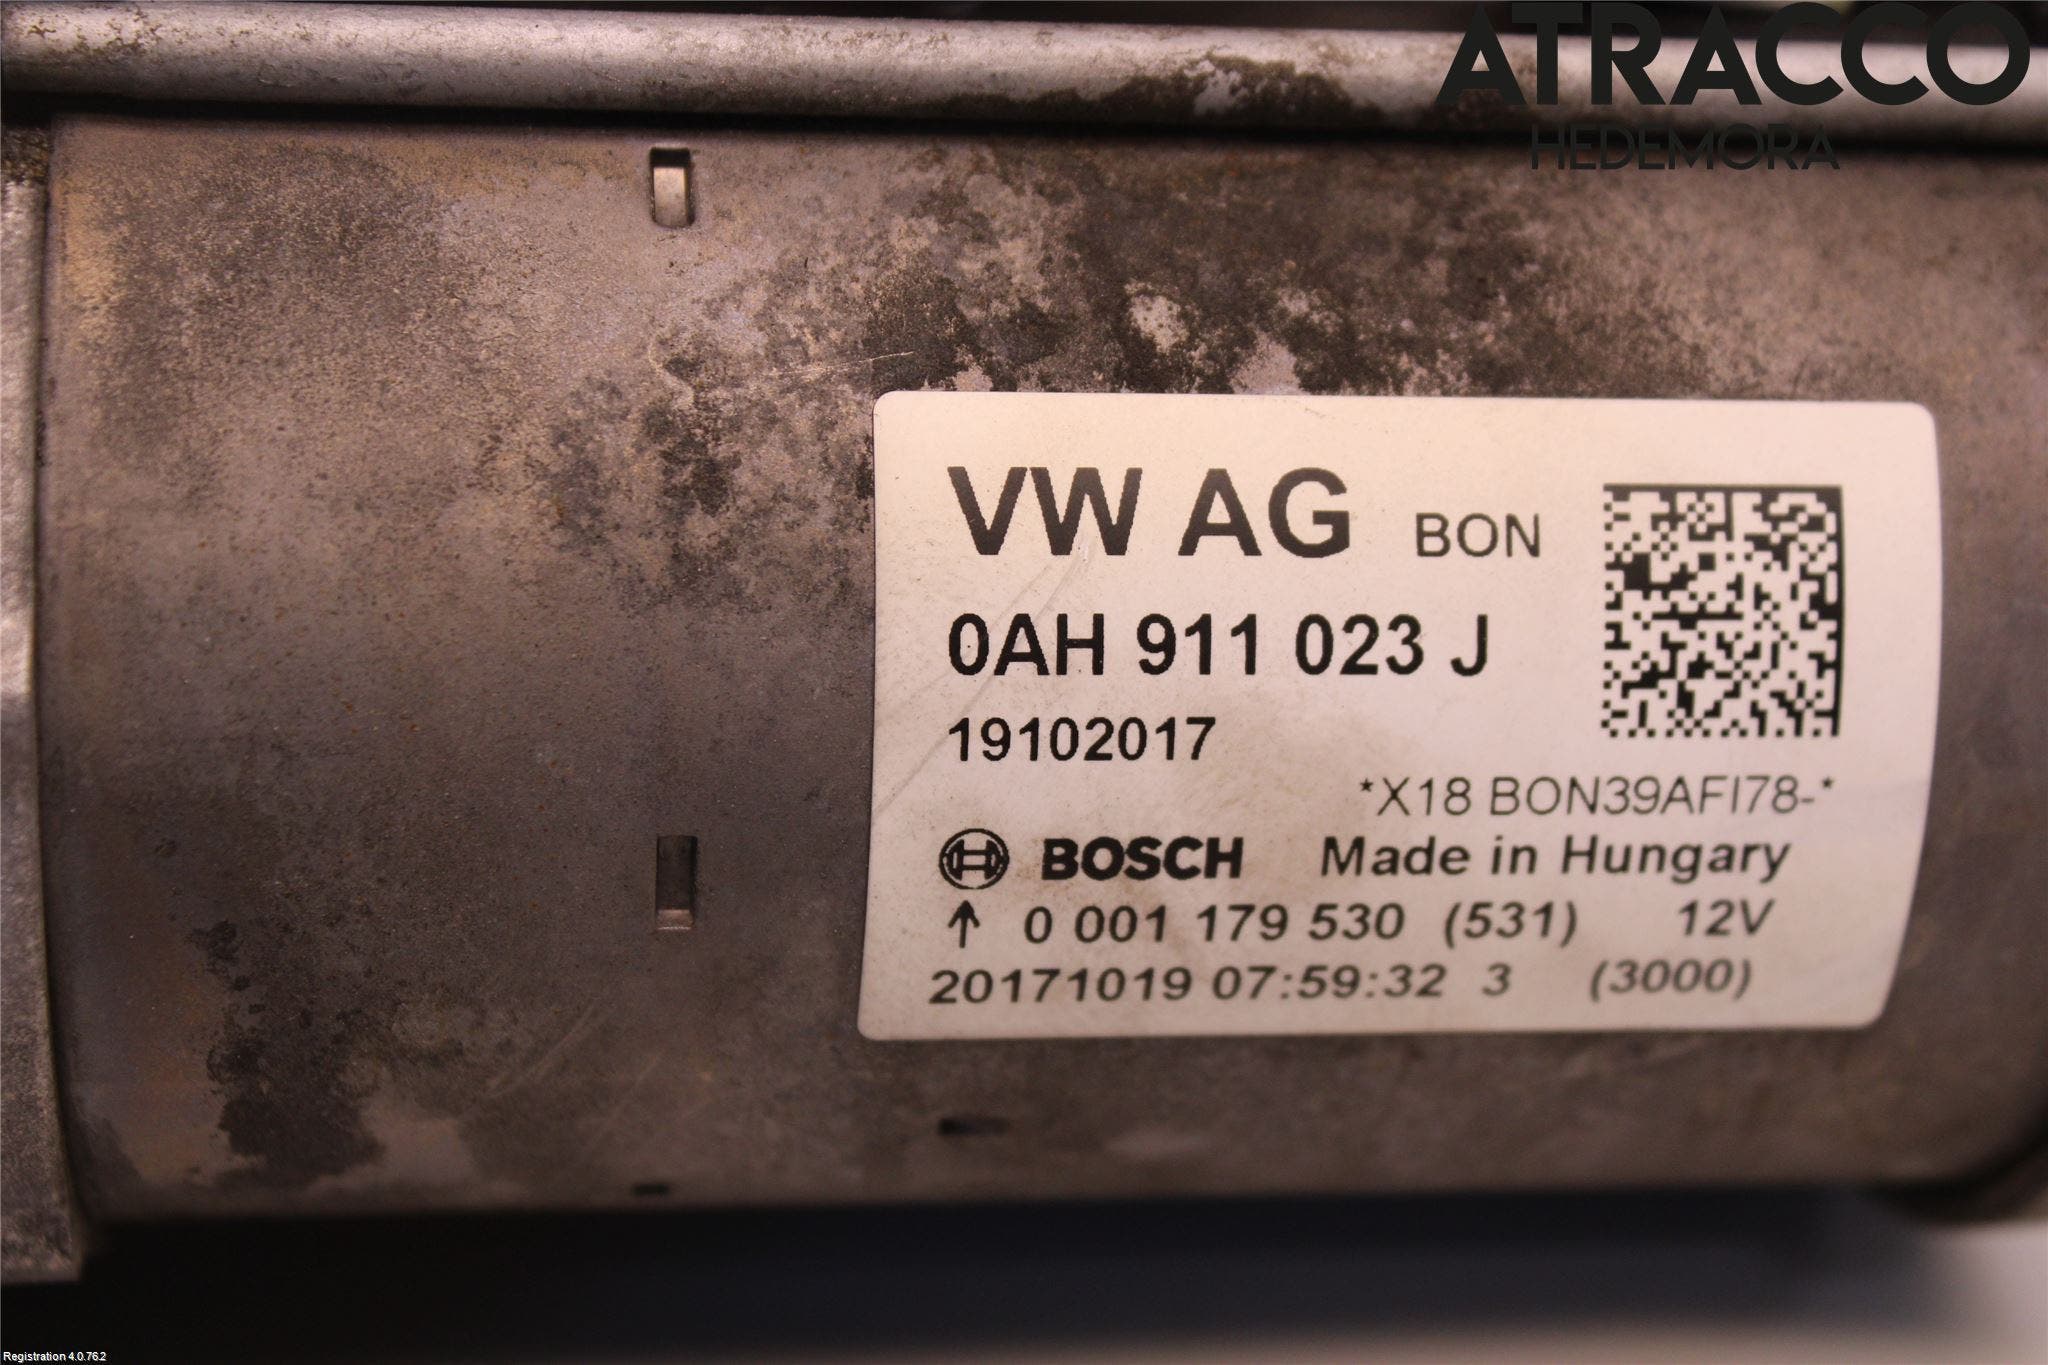 ATRACCO
HEDEMORA
VW AG BON
0AH 911 023 J
19102017
*X18 BON39AFI78-*
BOSCH Made in Hungary
↑ 0 001 179 530 (531) 12V
20171019 07:59:32 3 (3000)
Registration 4.0.76.2